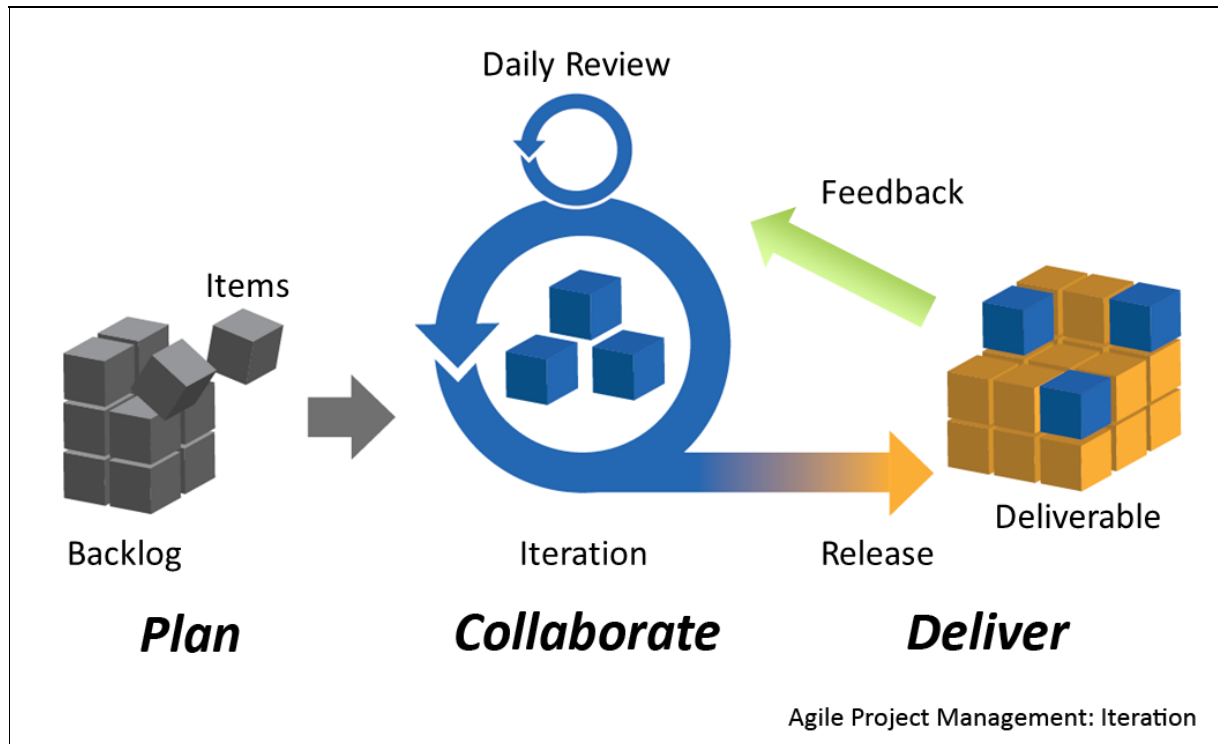 Daily Review
Feedback
Items
Deliverable
Backlog
Iteration
Release
Plan
Collaborate
Deliver
Agile Project Management: Iteration